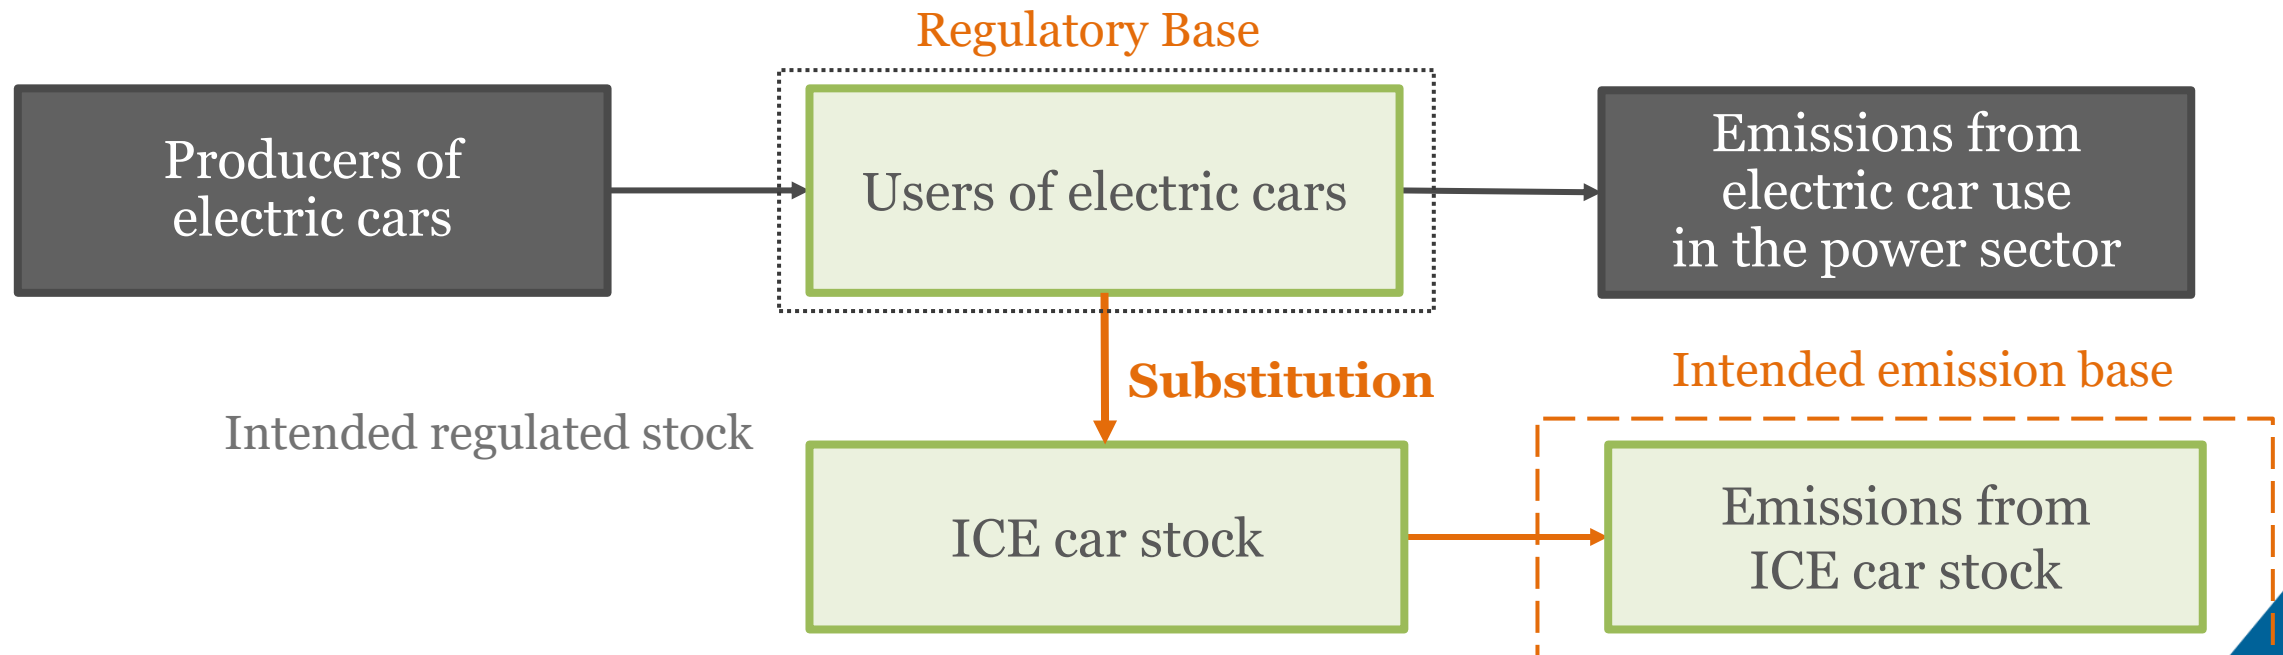 Regulatory Base
Producers of
electric cars
Users of electric cars
Emissions from
electric car use
in the power sector
Substitution
Intended emission base
Intended regulated stock
ICE car stock
Emissions from
ICE car stock